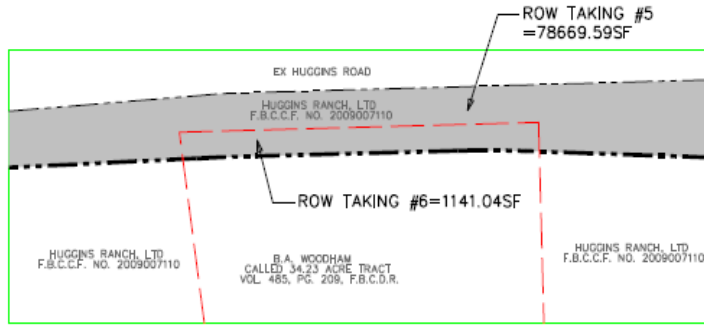 ROW TAKING #5
=78669.59SF
EX HUGGINS ROAD
HUGGINS RANCH, LTD
F.B.C.C.F. NO. 2009007110
ROW TAKING #6=1141.04SF
HUGGINS RANCH, LTD
F.B.C.C.F. NO. 2009007110
B.A. WOODHAM
CALLED 34.23 ACRE TRACT
VOL. 485, PG. 209, F.B.C.D.R.
HUGGINS RANCH, LTD
F.B.C.C.F. NO. 2009007110